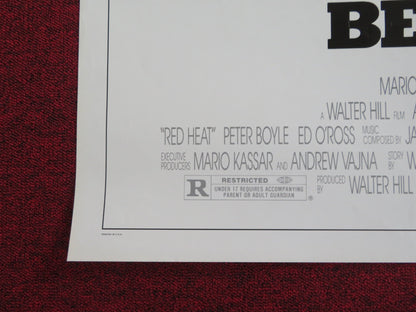 BE
MARIO
A WALTER HILL FILM A
"RED HEAT" PETER BOYLE ED O'ROSS MUSIC COMPOSED BY JA
EXECUTIVE PRODUCERS MARIO KASSAR AND ANDREW VAJNA STORY BY W
R RESTRICTED UNDER 17 REQUIRES ACCOMPANYING PARENT OR ADULT GUARDIAN ® PRODUCED BY WALTER HILL